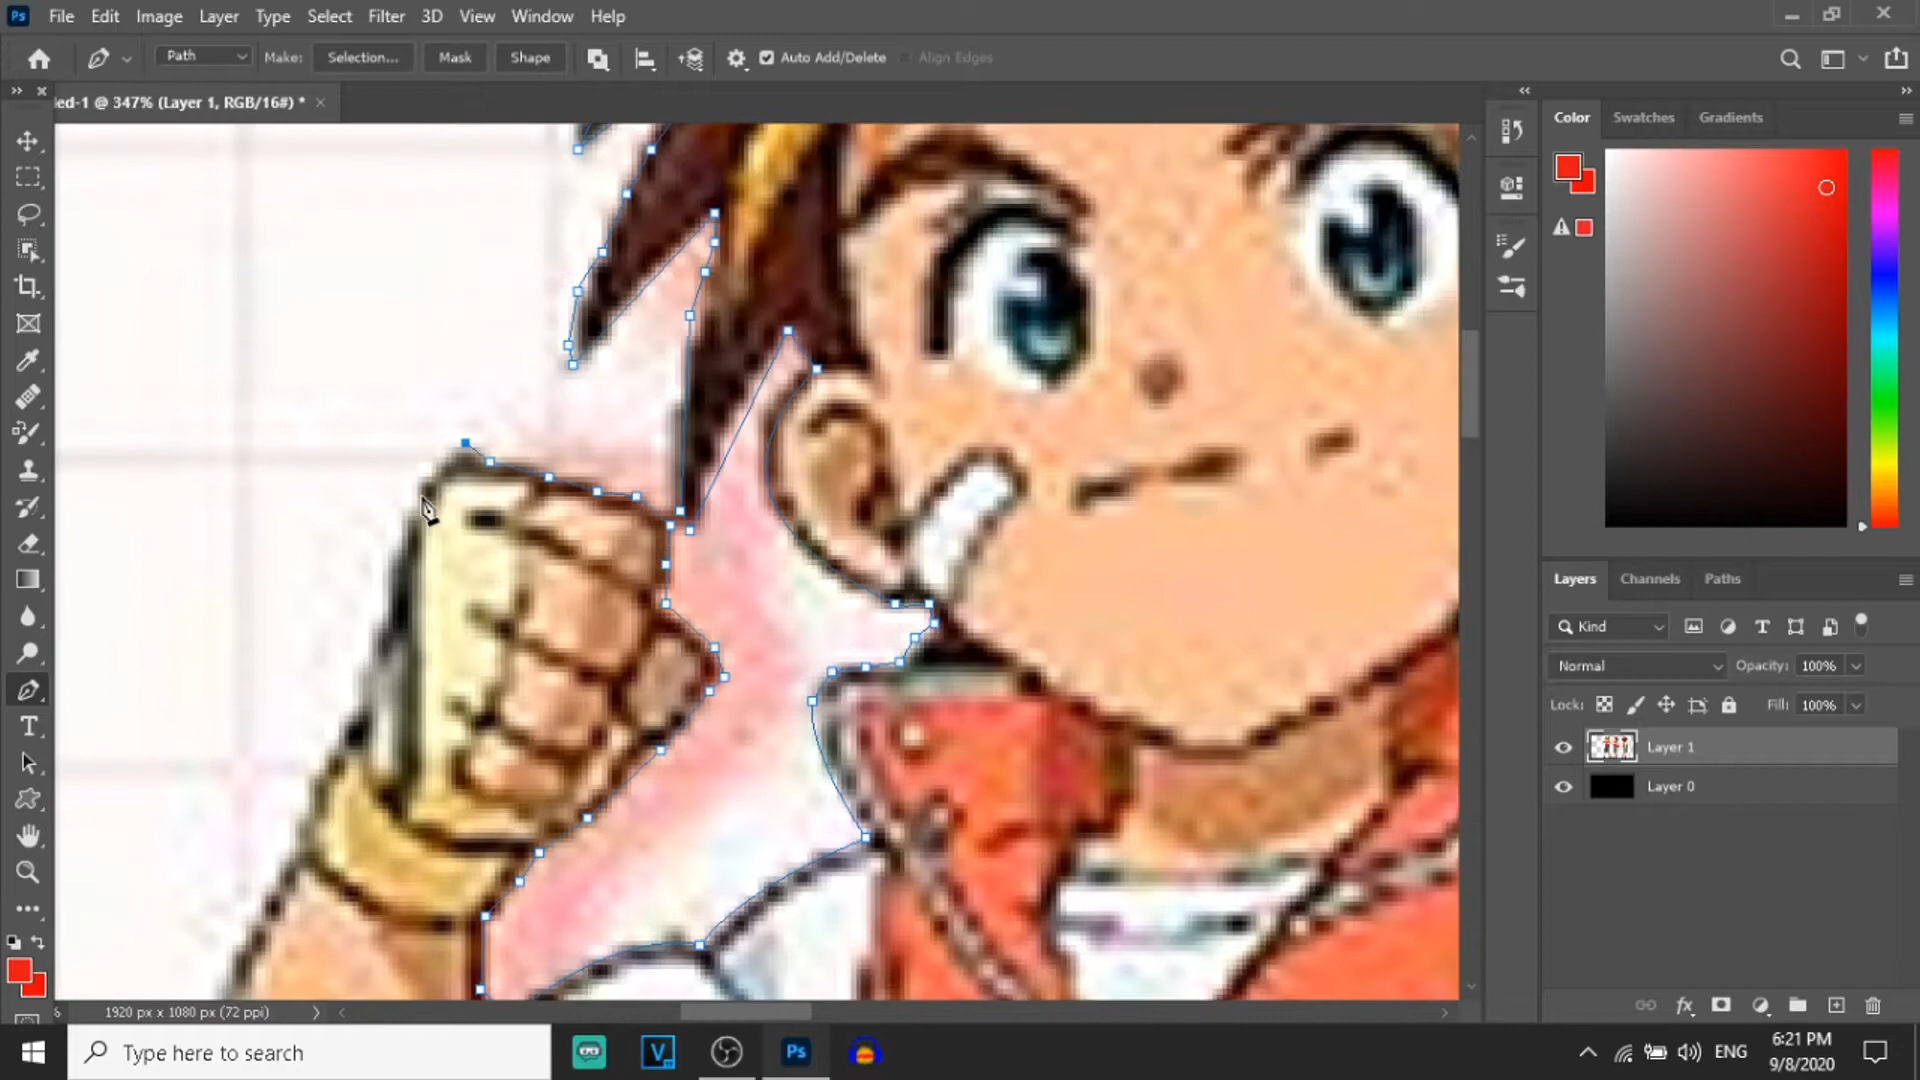 Ps File Edit Image Layer Type Select Filter 3D View Window Help
Path Make: Selection... Mask Shape Auto Add/Delete Align Edges
led-1 @ 347% (Layer 1, RGB/16#) * ×
Color Swatches Gradients
Layers Channels Paths
Kind
Normal Opacity: 100%
Lock: Fill: 100%
Layer 1
Layer 0
% 1920 px x 1080 px (72 ppi)
Type here to search
V
Ps
ENG
6:21 PM
9/8/2020